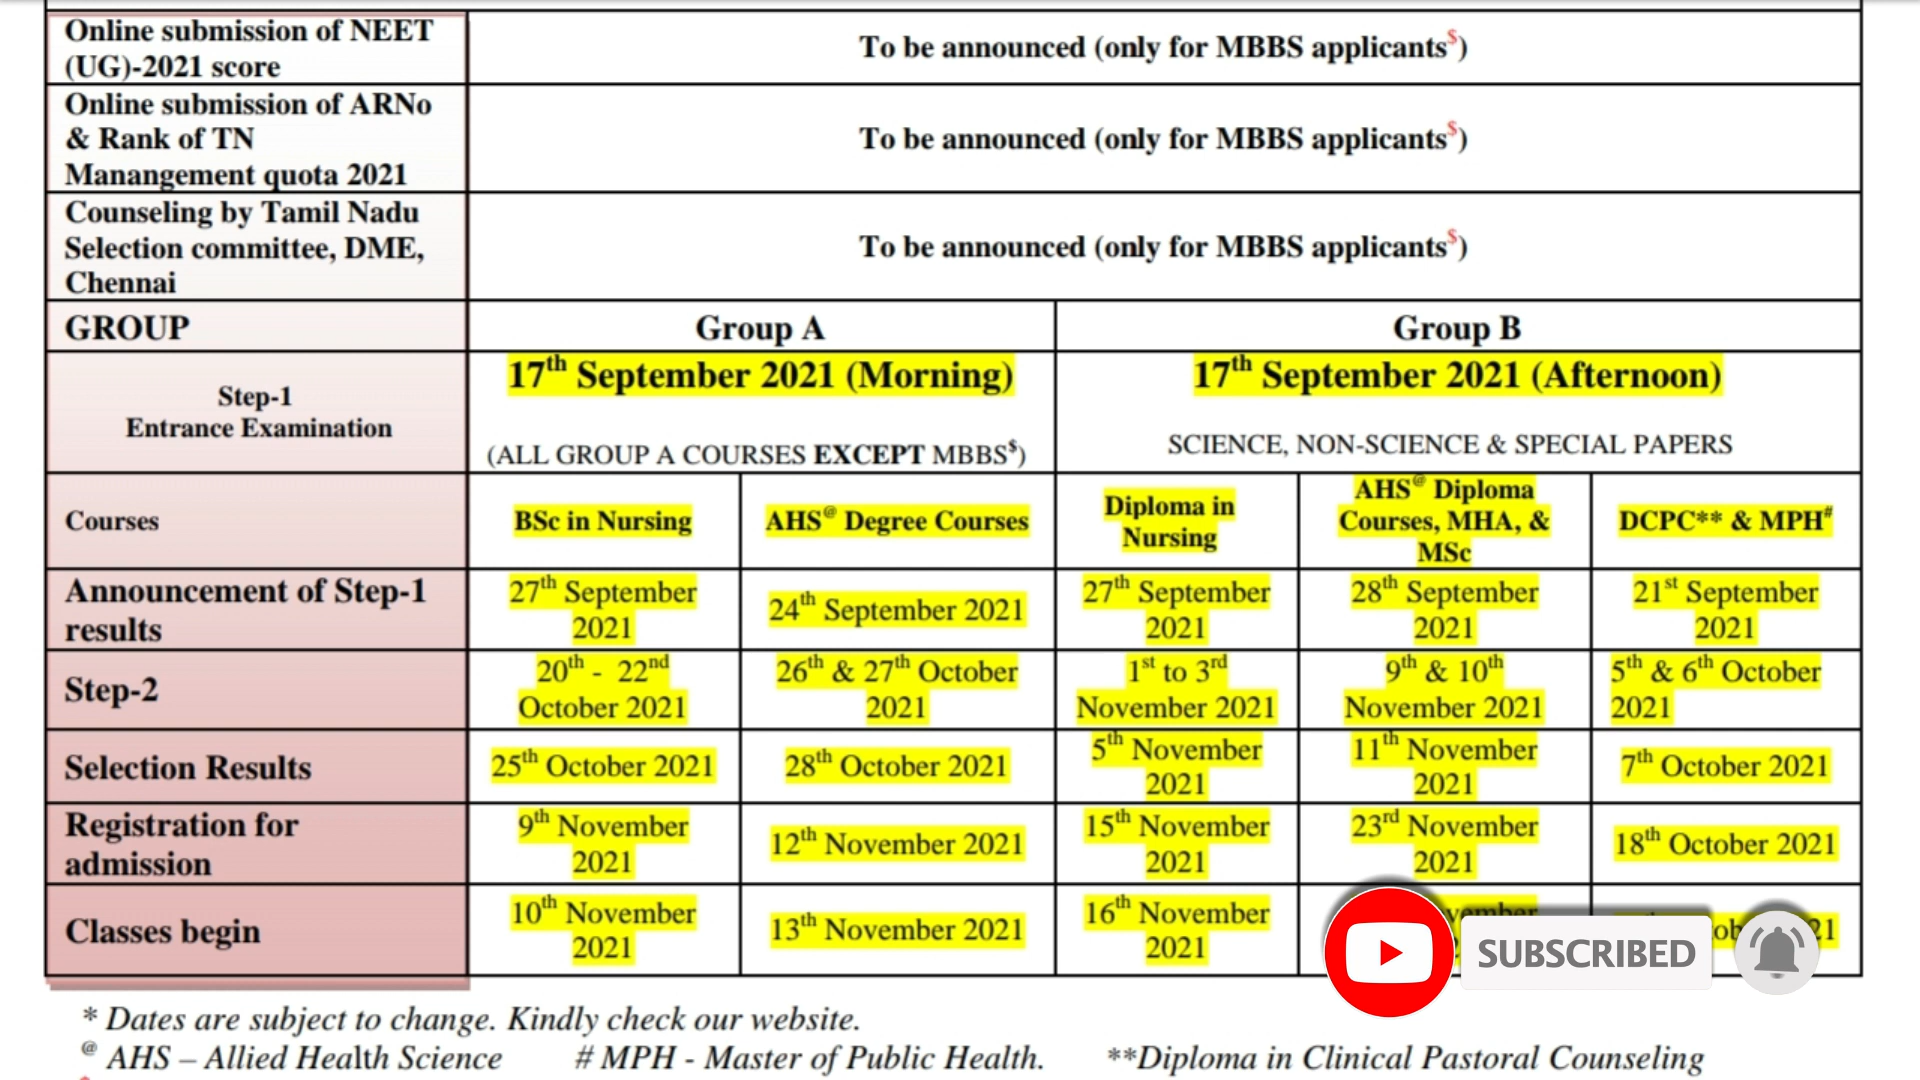 Online submission of NEET
(UG)-2021 score
To be announced (only for MBBS applicants$)
Online submission of ARNo
& Rank of TN
Manangement quota 2021
To be announced (only for MBBS applicants$)
Counseling by Tamil Nadu
Selection committee, DME,
Chennai
To be announced (only for MBBS applicants$)
GROUP
Group A
Group B
Step-1
Entrance Examination
17th September 2021 (Morning)
(ALL GROUP A COURSES EXCEPT MBBS$)
17th September 2021 (Afternoon)
SCIENCE, NON-SCIENCE & SPECIAL PAPERS
Courses
BSc in Nursing
AHS@ Degree Courses
Diploma in
Nursing
AHS@ Diploma
Courses, MHA, &
MSc
DCPC** & MPH#
Announcement of Step-1
results
27th September
2021
24th September 2021
27th September
2021
28th September
2021
21st September
2021
Step-2
20th - 22nd
October 2021
26th & 27th October
2021
1st to 3rd
November 2021
9th & 10th
November 2021
5th & 6th October
2021
Selection Results
25th October 2021
28th October 2021
5th November
2021
11th November
2021
7th October 2021
Registration for
admission
9th November
2021
12th November 2021
15th November
2021
23rd November
2021
18th October 2021
Classes begin
10th November
2021
13th November 2021
16th November
2021
SUBSCRIBED
* Dates are subject to change. Kindly check our website.
@ AHS – Allied Health Science # MPH - Master of Public Health. **Diploma in Clinical Pastoral Counseling